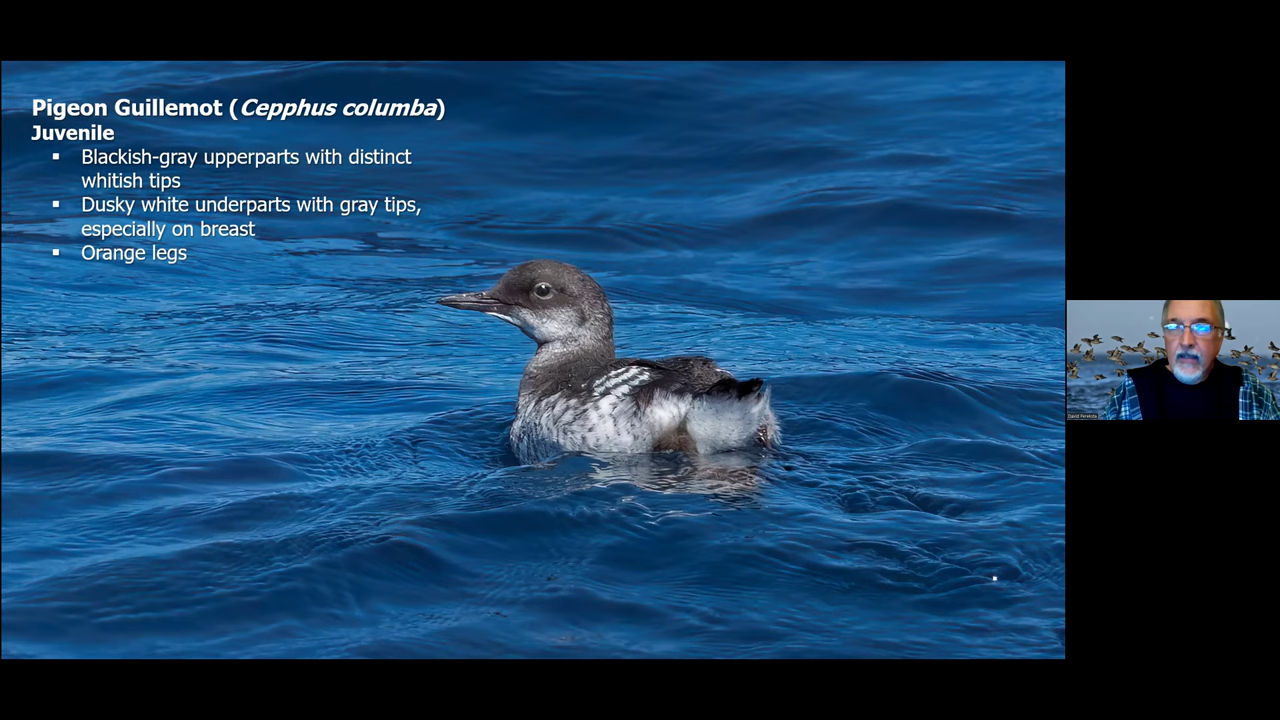 Pigeon Guillemot (Cepphus columba)
Juvenile
▪ Blackish-gray upperparts with distinct
whitish tips
▪ Dusky white underparts with gray tips,
especially on breast
▪ Orange legs